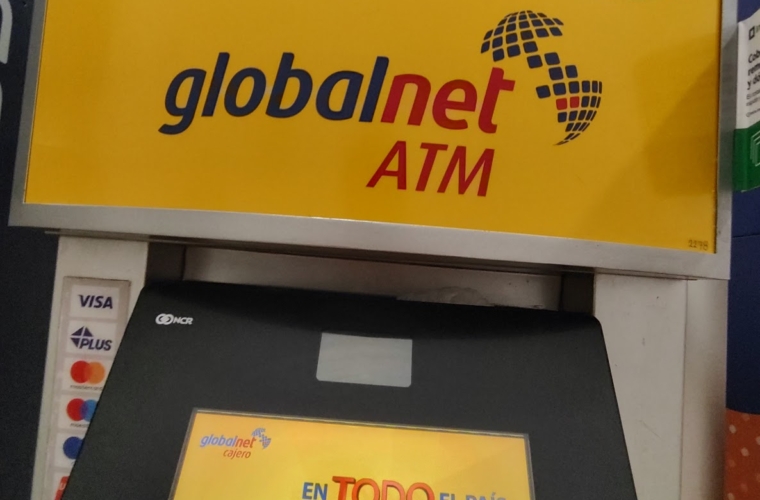 globalnet
ATM
VISA
PLUS
NCR
globalnet
cajero
EN TODO EL PAÍS